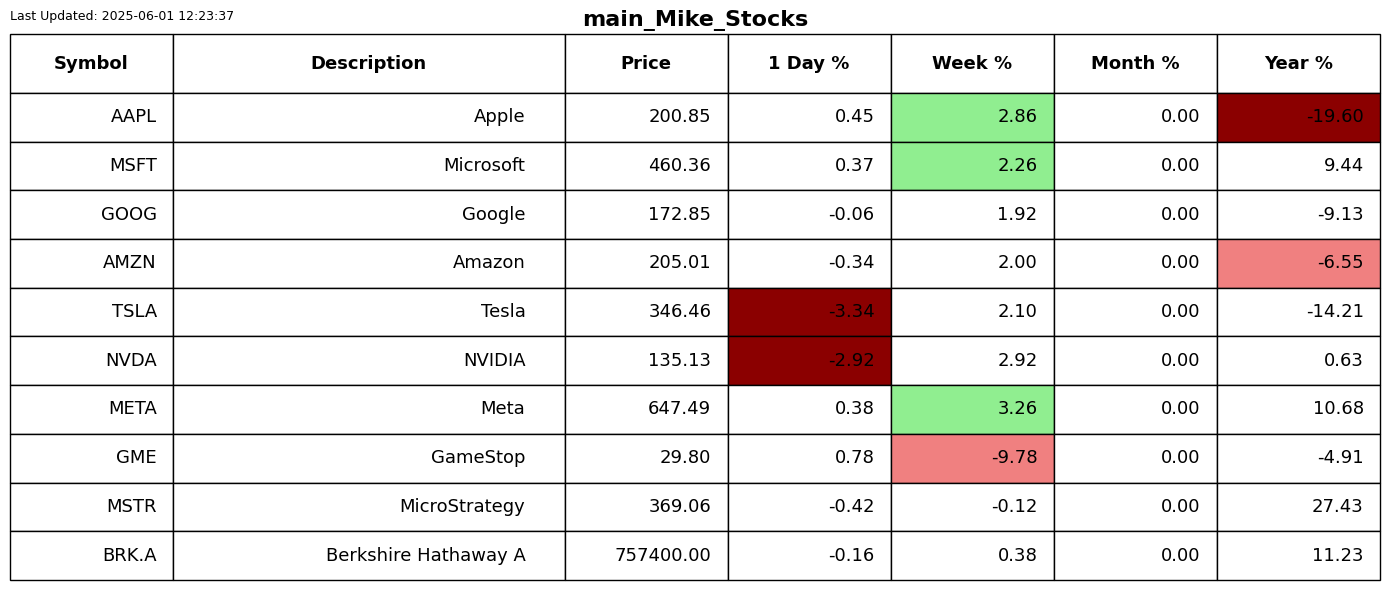 Last Updated: 2025-06-01 12:23:37
main_Mike_Stocks
Symbol Description Price 1 Day % Week % Month % Year %
AAPL Apple 200.85 0.45 2.86 0.00 -19.60
MSFT Microsoft 460.36 0.37 2.26 0.00 9.44
GOOG Google 172.85 -0.06 1.92 0.00 -9.13
AMZN Amazon 205.01 -0.34 2.00 0.00 -6.55
TSLA Tesla 346.46 -3.34 2.10 0.00 -14.21
NVDA NVIDIA 135.13 -2.92 2.92 0.00 0.63
META Meta 647.49 0.38 3.26 0.00 10.68
GME GameStop 29.80 0.78 -9.78 0.00 -4.91
MSTR MicroStrategy 369.06 -0.42 -0.12 0.00 27.43
BRK.A Berkshire Hathaway A 757400.00 -0.16 0.38 0.00 11.23